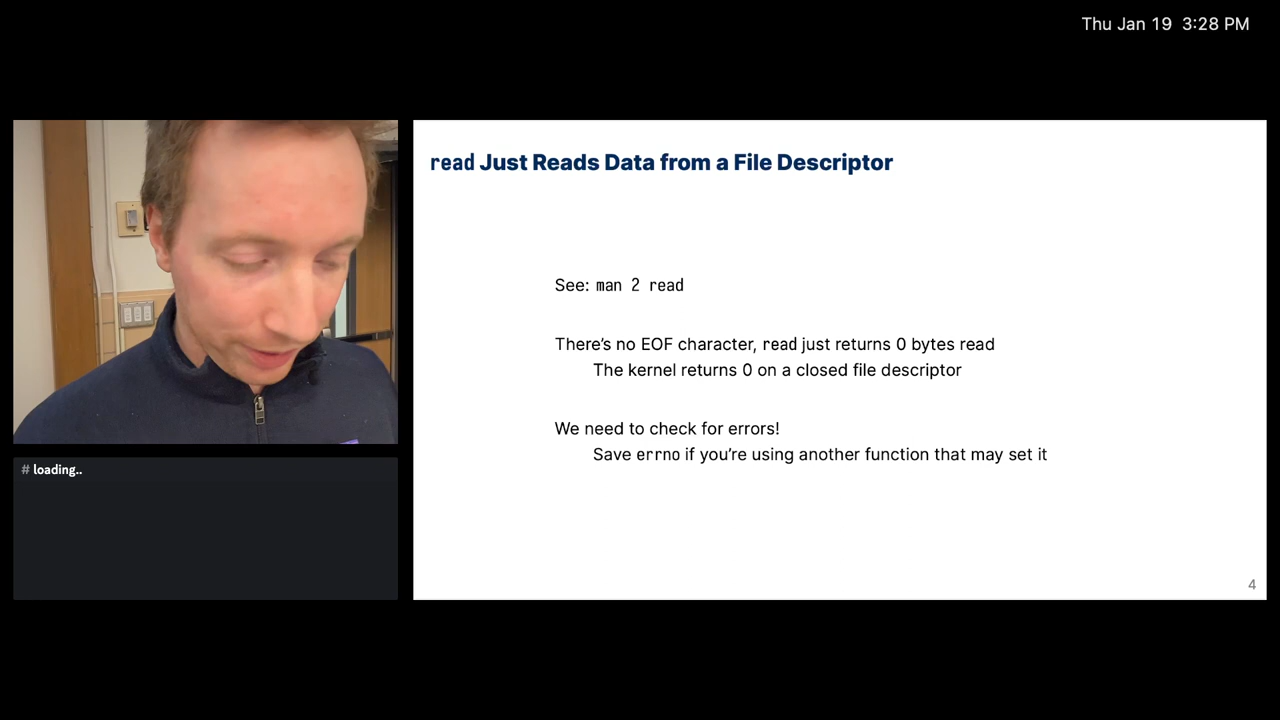 Thu Jan 19 3:28 PM
read Just Reads Data from a File Descriptor
See: man 2 read
There’s no EOF character, read just returns 0 bytes read
The kernel returns 0 on a closed file descriptor
We need to check for errors!
Save errno if you’re using another function that may set it
# loading..
4